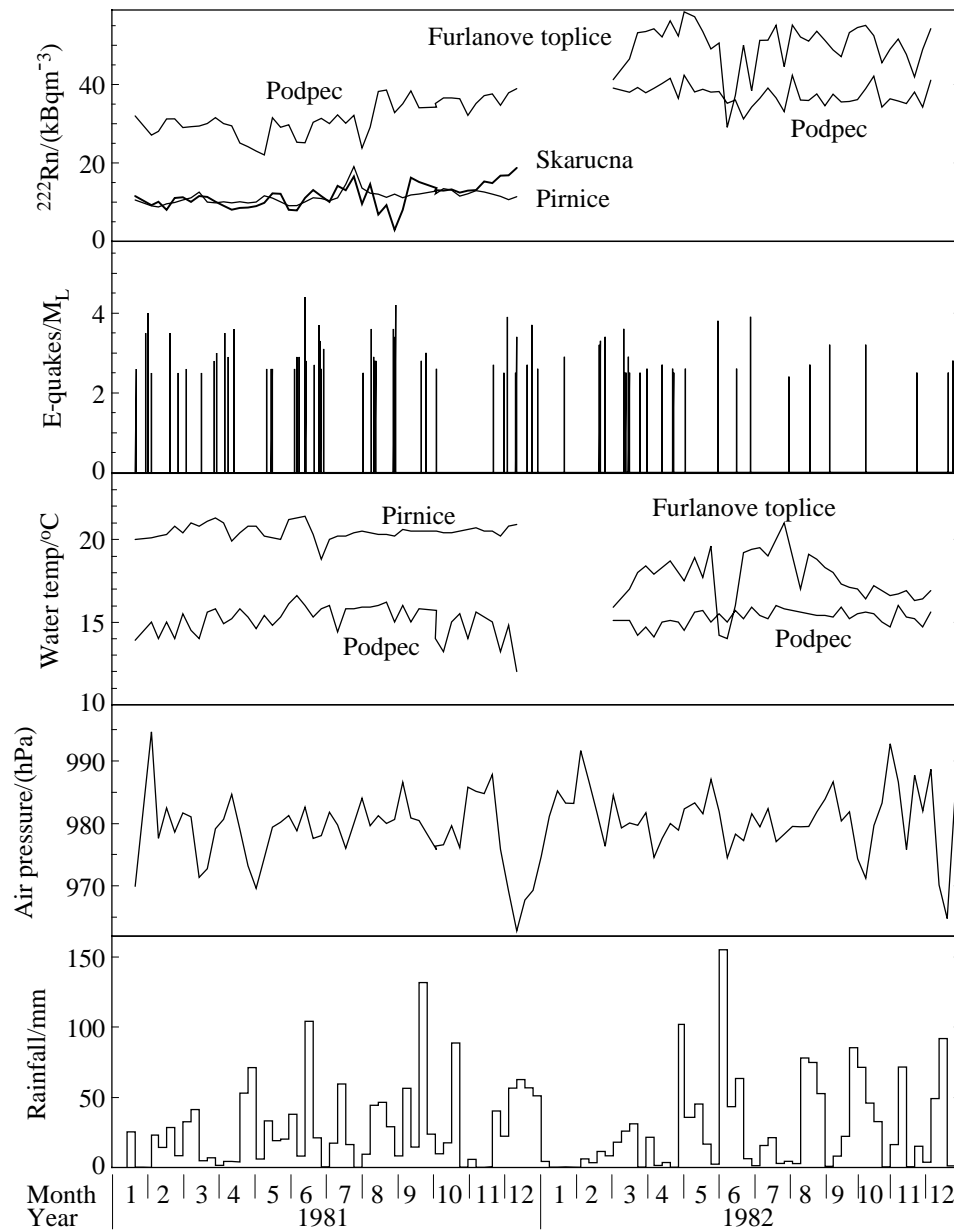 Furlanove toplice
Podpec
Podpec
Skarucna
Pirnice
²²²Rn/(kBqm⁻³)
40
20
0
E-quakes/M_L
4
2
0
Furlanove toplice
Pirnice
Podpec
Podpec
Water temp/ºC
20
15
10
Air pressure/(hPa)
990
980
970
Rainfall/mm
150
100
50
0
Month 1 2 3 4 5 6 7 8 9 10 11 12 1 2 3 4 5 6 7 8 9 10 11 12
Year 1981 1982